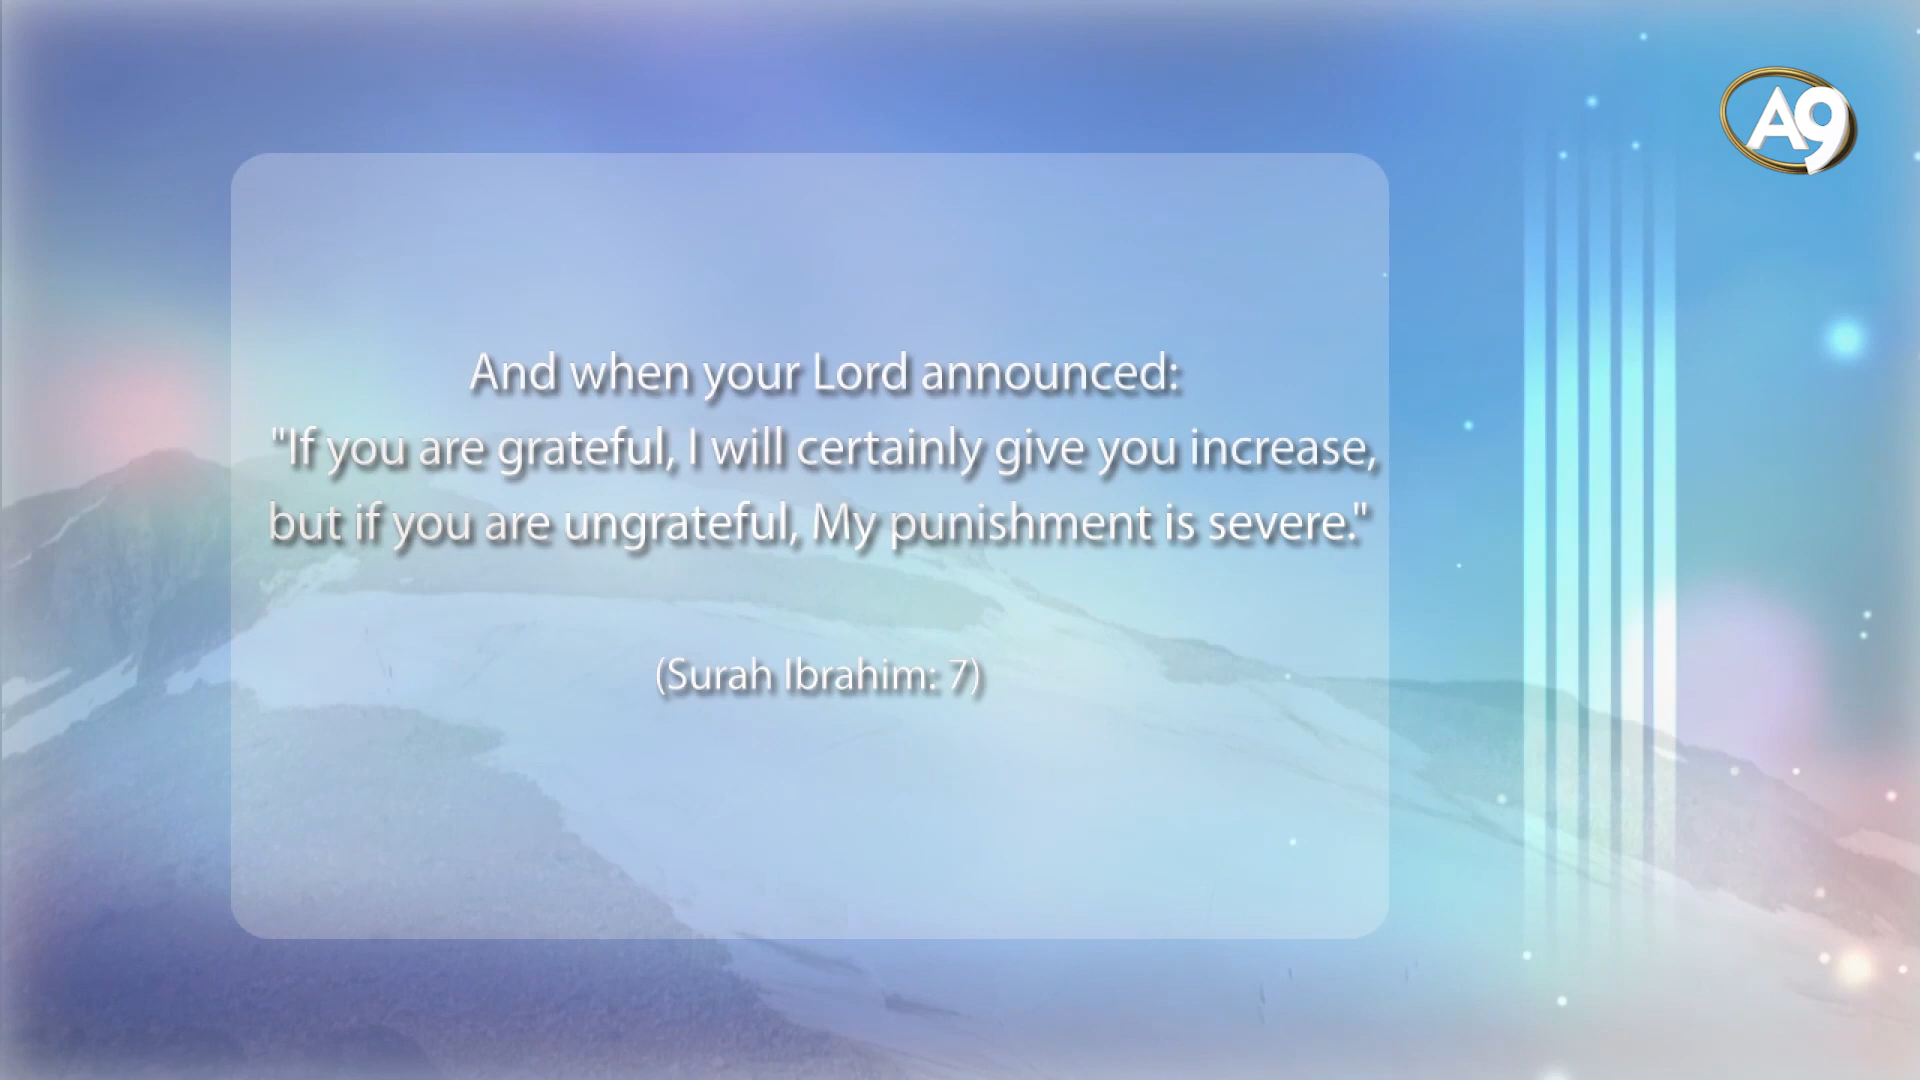 A9
And when your Lord announced:
"If you are grateful, I will certainly give you increase,
but if you are ungrateful, My punishment is severe."
(Surah Ibrahim: 7)